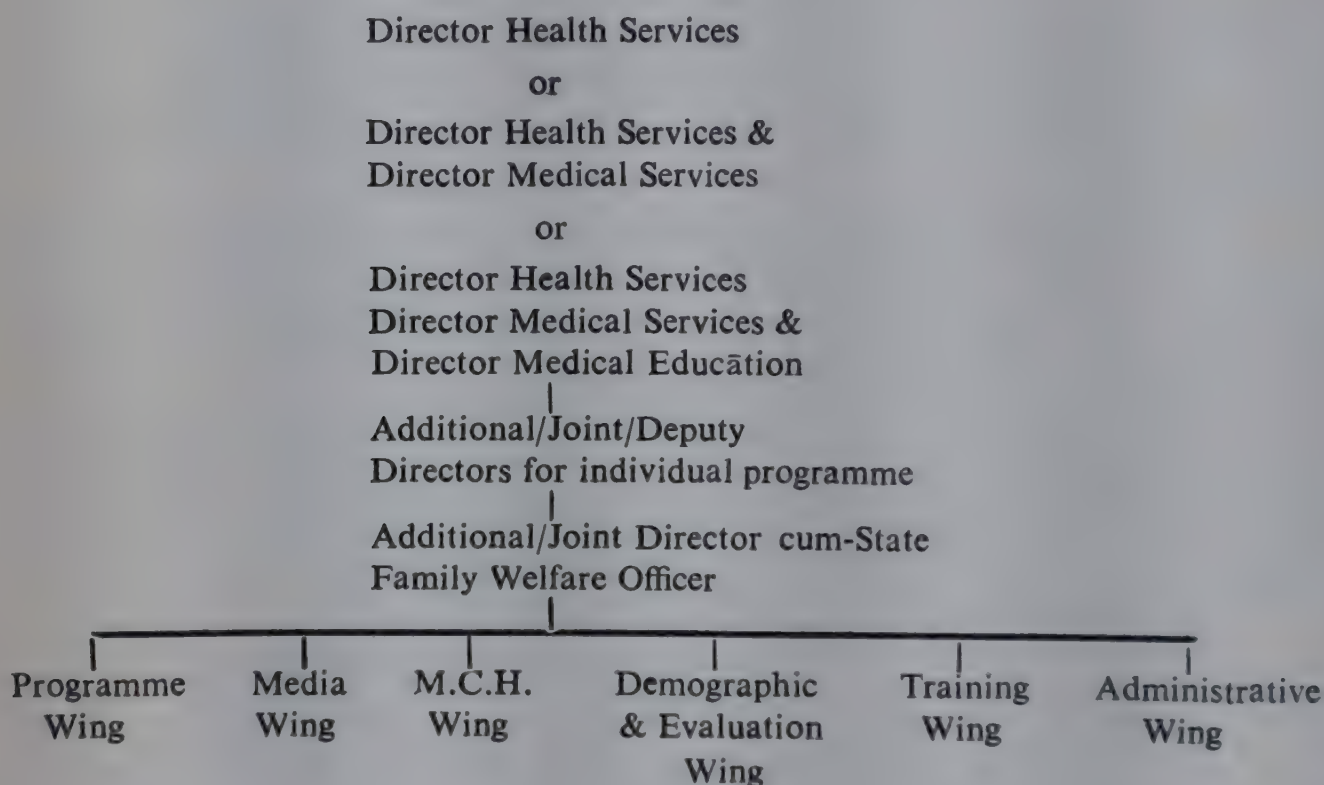 Director Health Services
or
Director Health Services &
Director Medical Services
or
Director Health Services
Director Medical Services &
Director Medical Education
Additional/Joint/Deputy
Directors for individual programme
Additional/Joint Director cum-State
Family Welfare Officer
Programme Wing
Media Wing
M.C.H. Wing
Demographic & Evaluation Wing
Training Wing
Administrative Wing